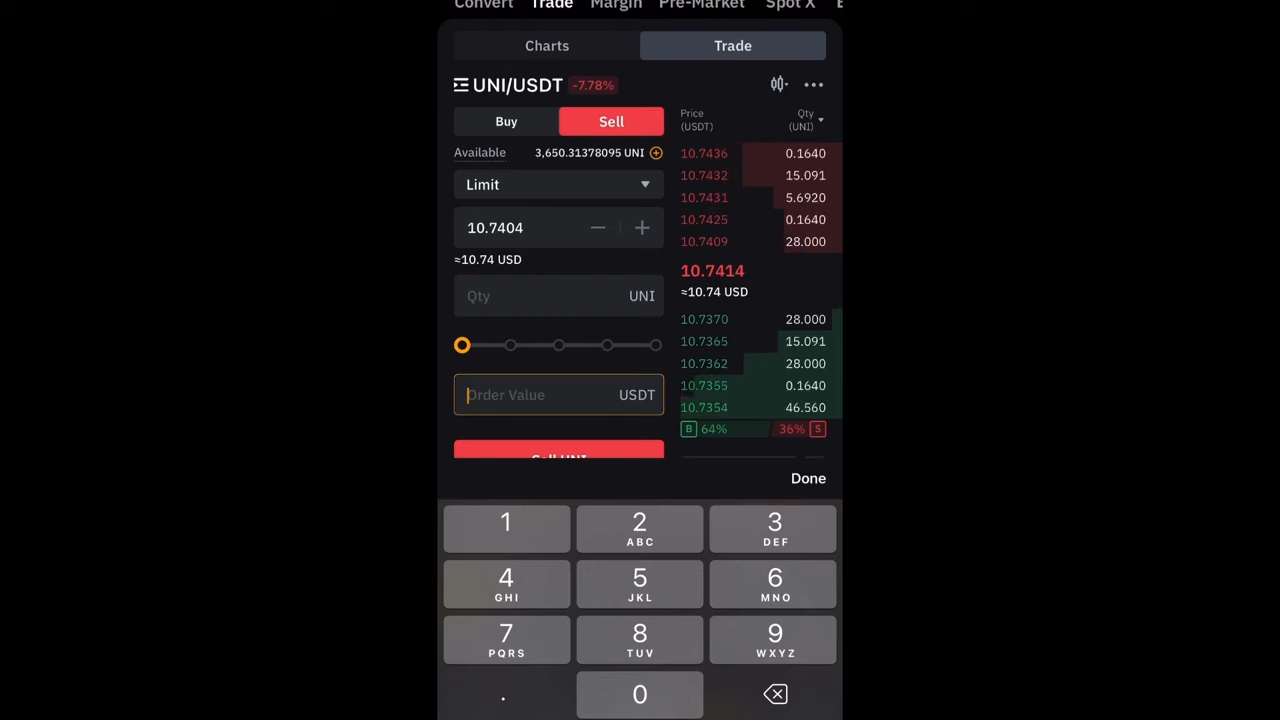 Convert Trade Margin Pre-Market Spot X
Charts Trade
UNI/USDT -7.78%
Buy Sell
Available 3,650.31378095 UNI
Limit
10.7404
≈10.74 USD
Qty UNI
Order Value USDT
Sell UNI
Price (USDT) Qty (UNI)
10.7436 0.1640
10.7432 15.091
10.7431 5.6920
10.7425 0.1640
10.7409 28.000
10.7414
≈10.74 USD
10.7370 28.000
10.7365 15.091
10.7362 28.000
10.7355 0.1640
10.7354 46.560
B 64% 36% S
Done
1 2 3
ABC DEF
4 5 6
GHI JKL MNO
7 8 9
PQRS TUV WXYZ
. 0